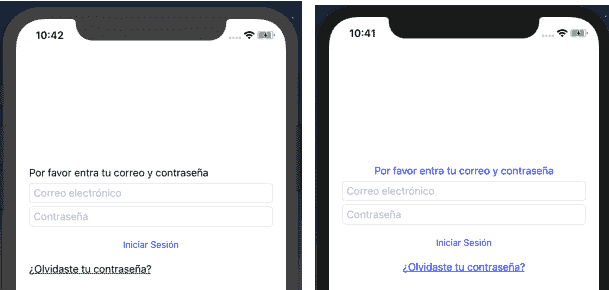 10:42
Por favor entra tu correo y contraseña
Correo electrónico
Contraseña
Iniciar Sesión
¿Olvidaste tu contraseña?
10:41
Por favor entra tu correo y contraseña
Correo electrónico
Contraseña
Iniciar Sesión
¿Olvidaste tu contraseña?